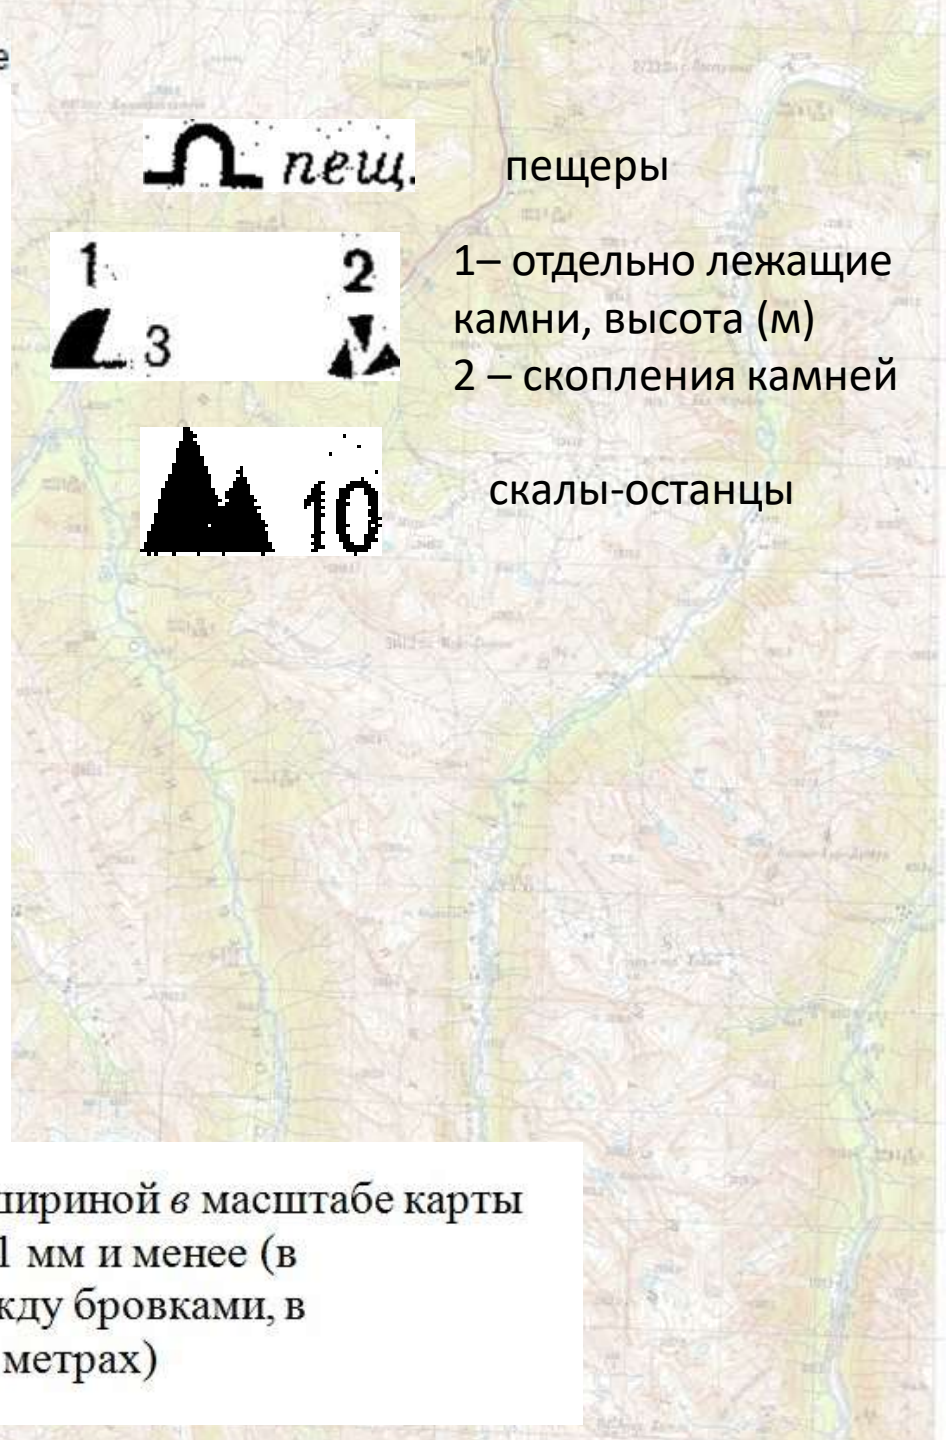 е
пещ.
пещеры
1 2
3
1– отдельно лежащие
камни, высота (м)
2 – скопления камней
10
скалы-останцы
шириной в масштабе карты
1 мм и менее (в
жду бровками, в
метрах)